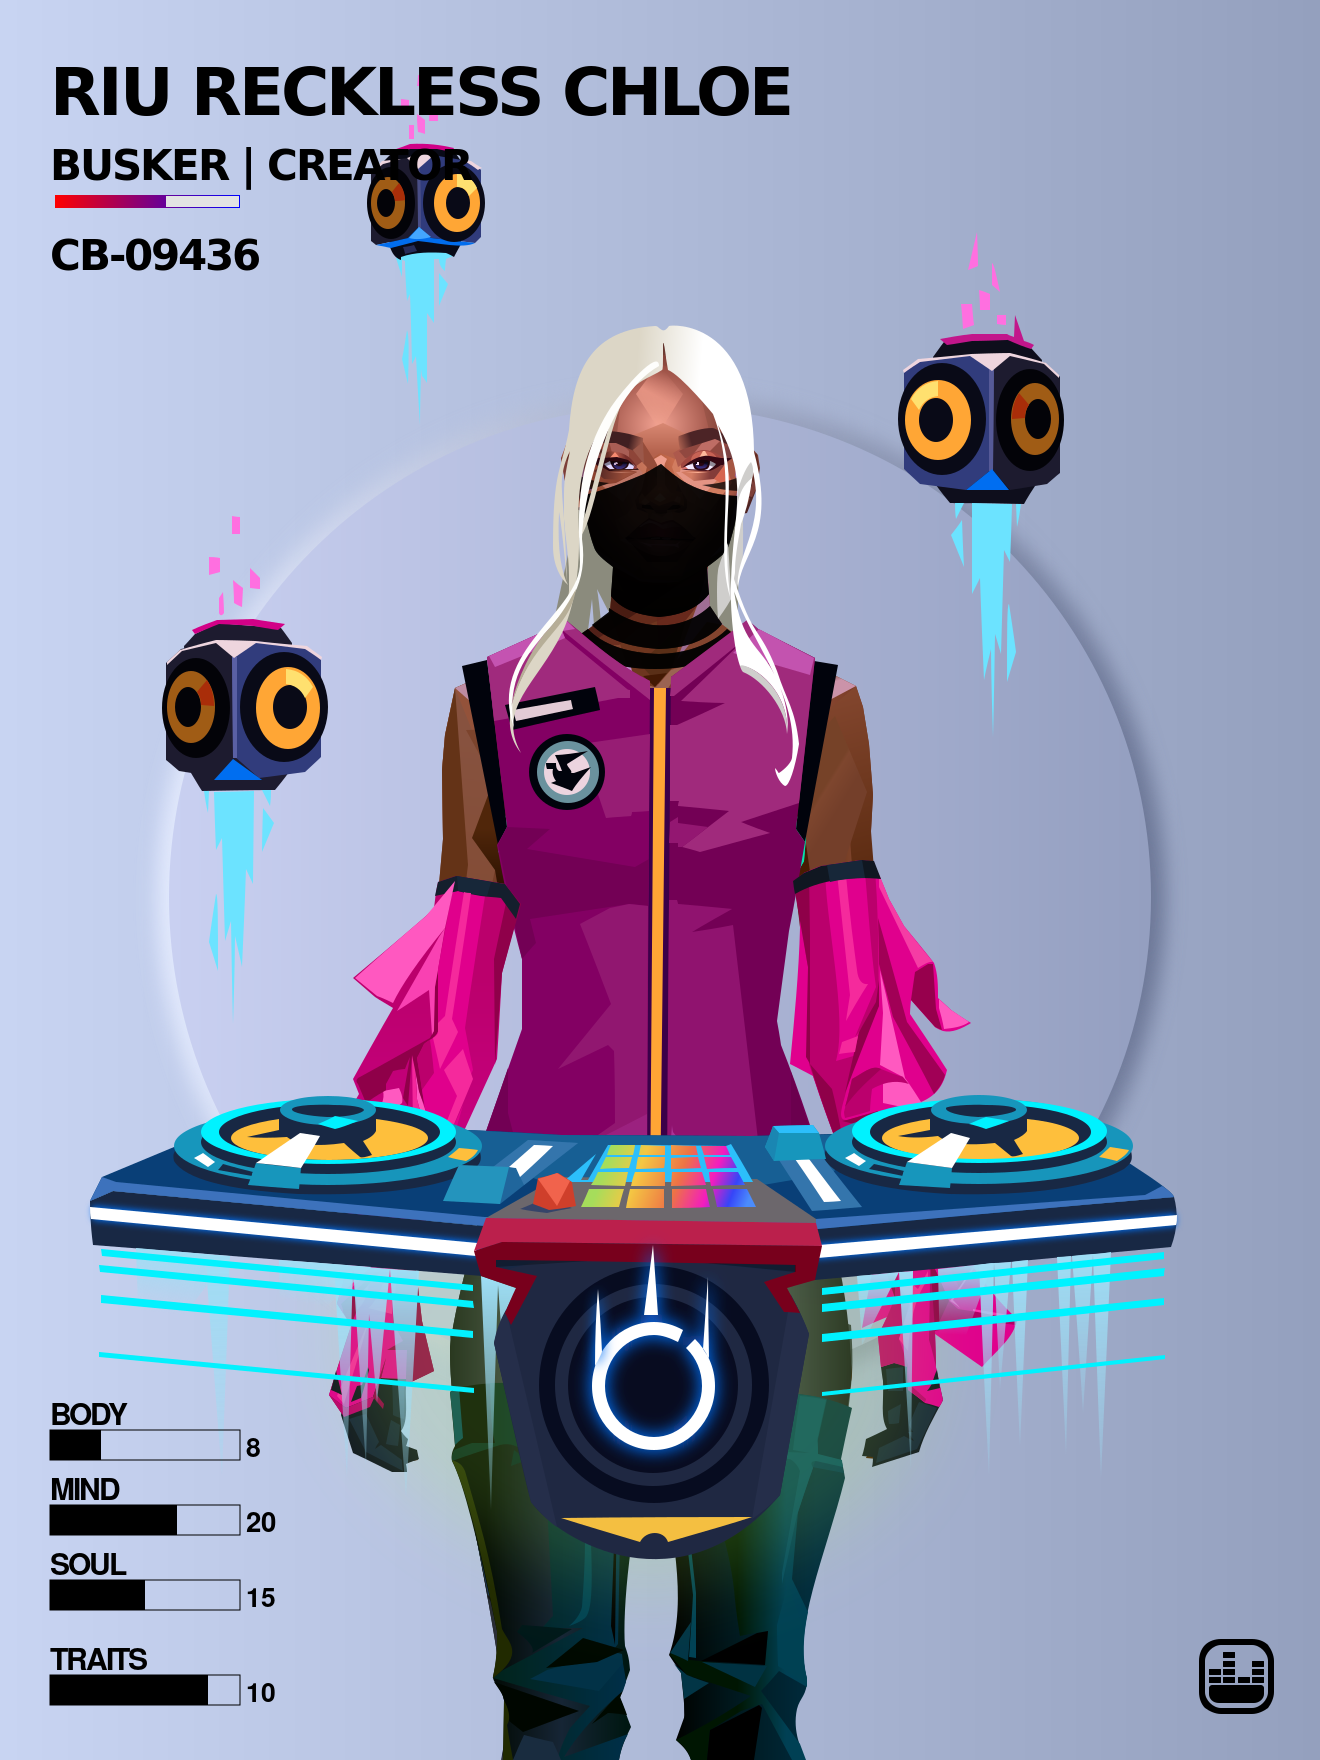 RIU RECKLESS CHLOE
BUSKER | CREATOR
CB-09436
BODY
8
MIND
20
SOUL
15
TRAITS
10